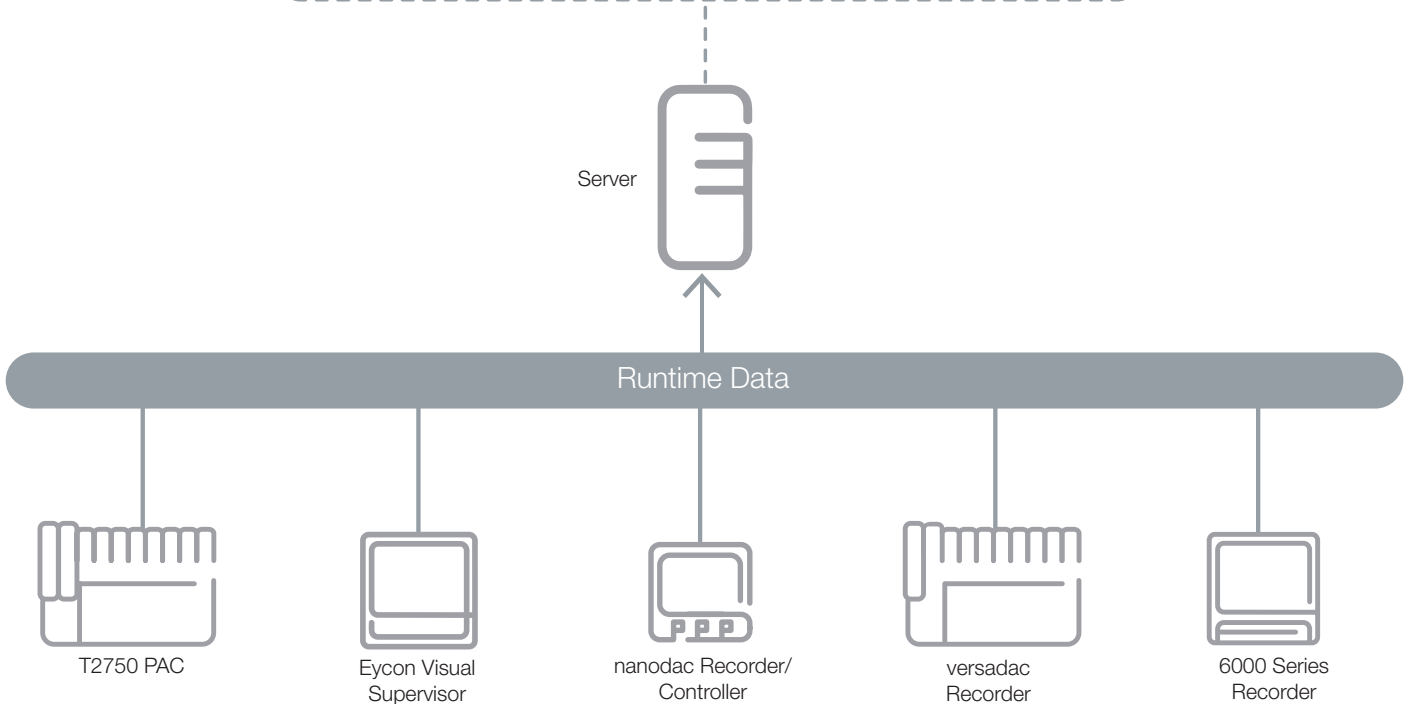 Server
Runtime Data
T2750 PAC
Eycon Visual
Supervisor
nanodac Recorder/
Controller
versadac
Recorder
6000 Series
Recorder